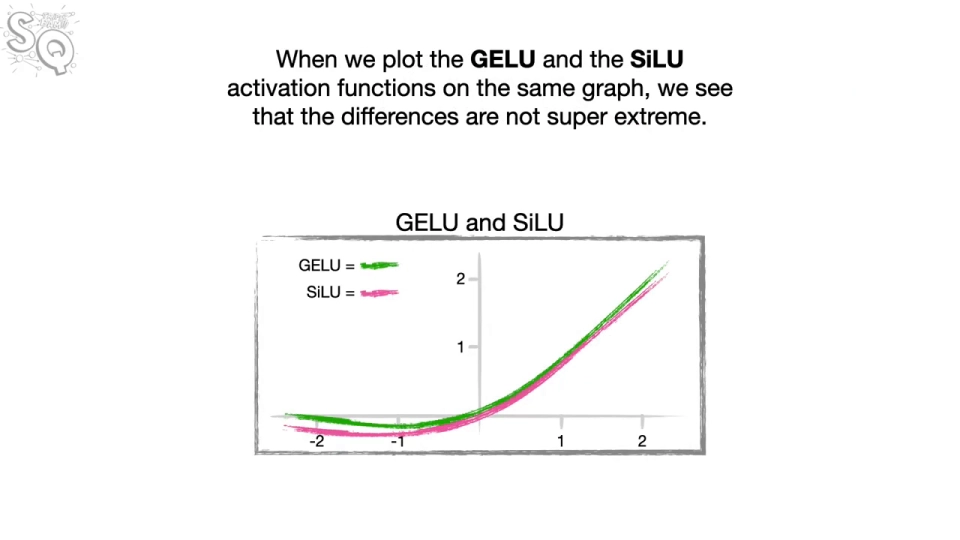 SQ
When we plot the GELU and the SiLU
activation functions on the same graph, we see
that the differences are not super extreme.
GELU and SiLU
GELU =
SiLU =
2
1
-2 -1 1 2